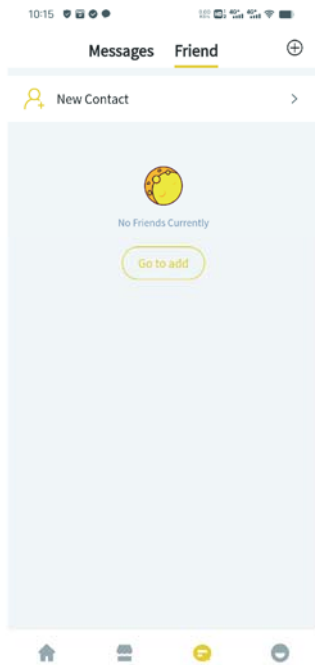 10:15
Messages Friend
New Contact
No Friends Currently
Go to add